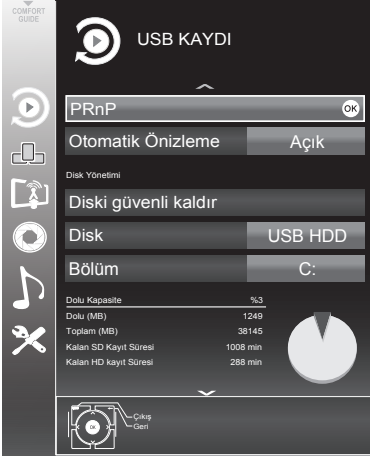 COMFORT
GUIDE
USB KAYDI
PRnP OK
Otomatik Önizleme Açık
Disk Yönetimi
Diski güvenli kaldır
Disk USB HDD
Bölüm C:
Dolu Kapasite %3
Dolu (MB) 1249
Toplam (MB) 38145
Kalan SD Kayıt Süresi 1008 min
Kalan HD kayıt Süresi 288 min
Çıkış
OK Geri